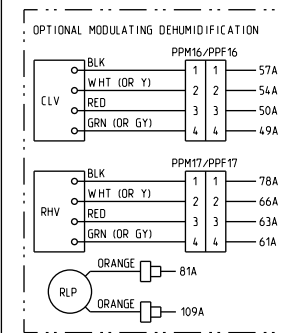 OPTIONAL MODULATING DEHUMIDIFICATION
PPM16/PPF16
BLK 1 1 57A
WHT (OR Y) 2 2 54A
CLV
RED 3 3 50A
GRN (OR GY) 4 4 49A
PPM17/PPF17
BLK 1 1 78A
WHT (OR Y) 2 2 66A
RHV
RED 3 3 63A
GRN (OR GY) 4 4 61A
ORANGE 81A
RLP
ORANGE 109A